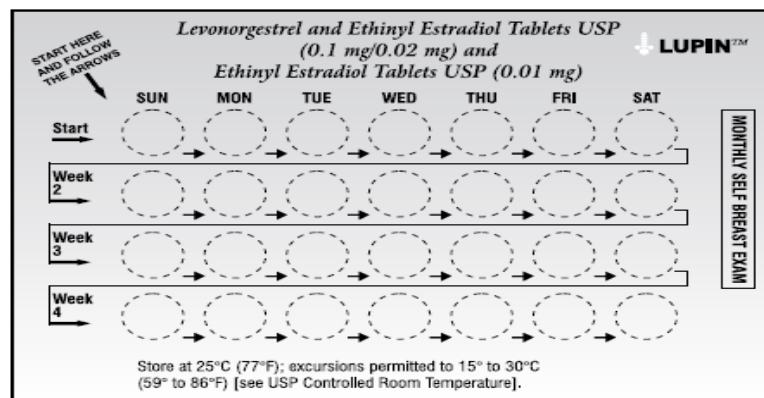 START HERE
AND FOLLOW
THE ARROWS
Levonorgestrel and Ethinyl Estradiol Tablets USP
(0.1 mg/0.02 mg) and
Ethinyl Estradiol Tablets USP (0.01 mg)
LUPIN™
SUN MON TUE WED THU FRI SAT
Start
Week
2
Week
3
Week
4
MONTHLY SELF BREAST EXAM
Store at 25°C (77°F); excursions permitted to 15° to 30°C
(59° to 86°F) [see USP Controlled Room Temperature].